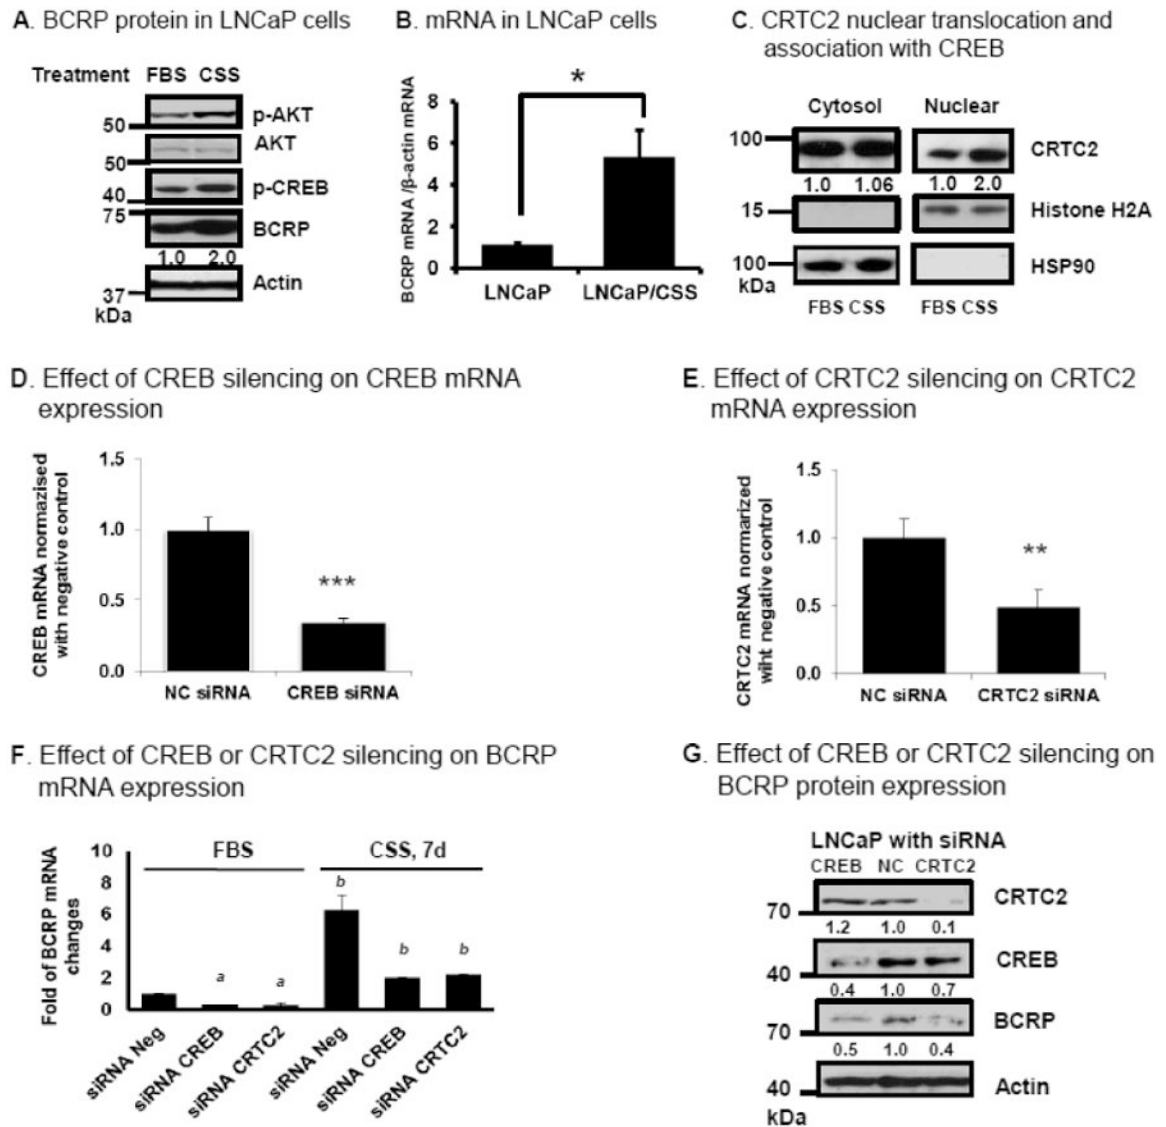 A. BCRP protein in LNCaP cells
Treatment FBS CSS
p-AKT
50
AKT
50
p-CREB
40
75
BCRP
1.0 2.0
Actin
37
kDa
B. mRNA in LNCaP cells
BCRP mRNA /β-actin mRNA
*
8
6
4
2
0
LNCaP LNCaP/CSS
C. CRTC2 nuclear translocation and
association with CREB
Cytosol Nuclear
100
CRTC2
1.0 1.06 1.0 2.0
15
Histone H2A
100
HSP90
kDa
FBS CSS FBS CSS
D. Effect of CREB silencing on CREB mRNA
expression
CREB mRNA normazised
with negative control
1.5
1.0
0.5
0.0
***
NC siRNA CREB siRNA
E. Effect of CRTC2 silencing on CRTC2
mRNA expression
CRTC2 mRNA normarized
wiht negative control
1.5
1.0
0.5
0.0
**
NC siRNA CRTC2 siRNA
F. Effect of CREB or CRTC2 silencing on BCRP
mRNA expression
Fold of BCRP mRNA
changes
10
8
6
4
2
0
FBS CSS, 7d
a a b b b
siRNA Neg
siRNA CREB
siRNA CRTC2
siRNA Neg
siRNA CREB
siRNA CRTC2
G. Effect of CREB or CRTC2 silencing on
BCRP protein expression
LNCaP with siRNA
CREB NC CRTC2
CRTC2
70
1.2 1.0 0.1
CREB
40
0.4 1.0 0.7
BCRP
70
0.5 1.0 0.4
Actin
40
kDa